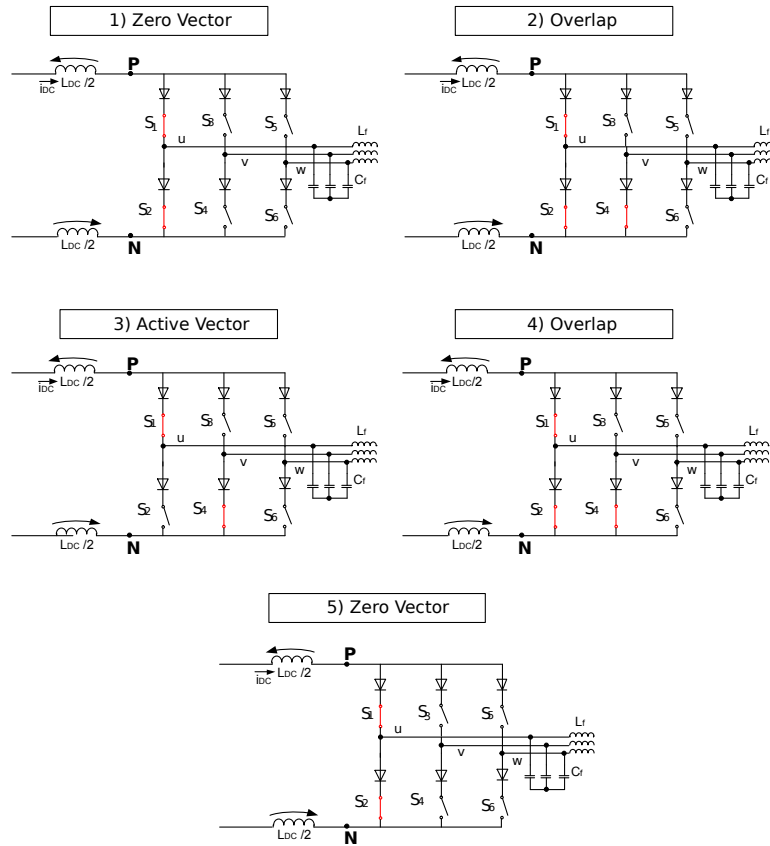 1) Zero Vector
2) Overlap
P
iDC
LDC /2
S1
S3
S5
u
v
w
Lf
Cf
S2
S4
S6
LDC /2
N
P
iDC
LDC /2
S1
S3
S5
u
v
w
Lf
Cf
S2
S4
S6
LDC /2
N
3) Active Vector
4) Overlap
P
iDC
LDC /2
S1
S3
S5
u
v
w
Lf
Cf
S2
S4
S6
LDC /2
N
P
iDC
LDC/2
S1
S3
S5
u
v
w
Lf
Cf
S2
S4
S6
LDC/2
N
5) Zero Vector
P
iDC
LDC /2
S1
S3
S5
u
v
w
Lf
Cf
S2
S4
S6
LDC /2
N